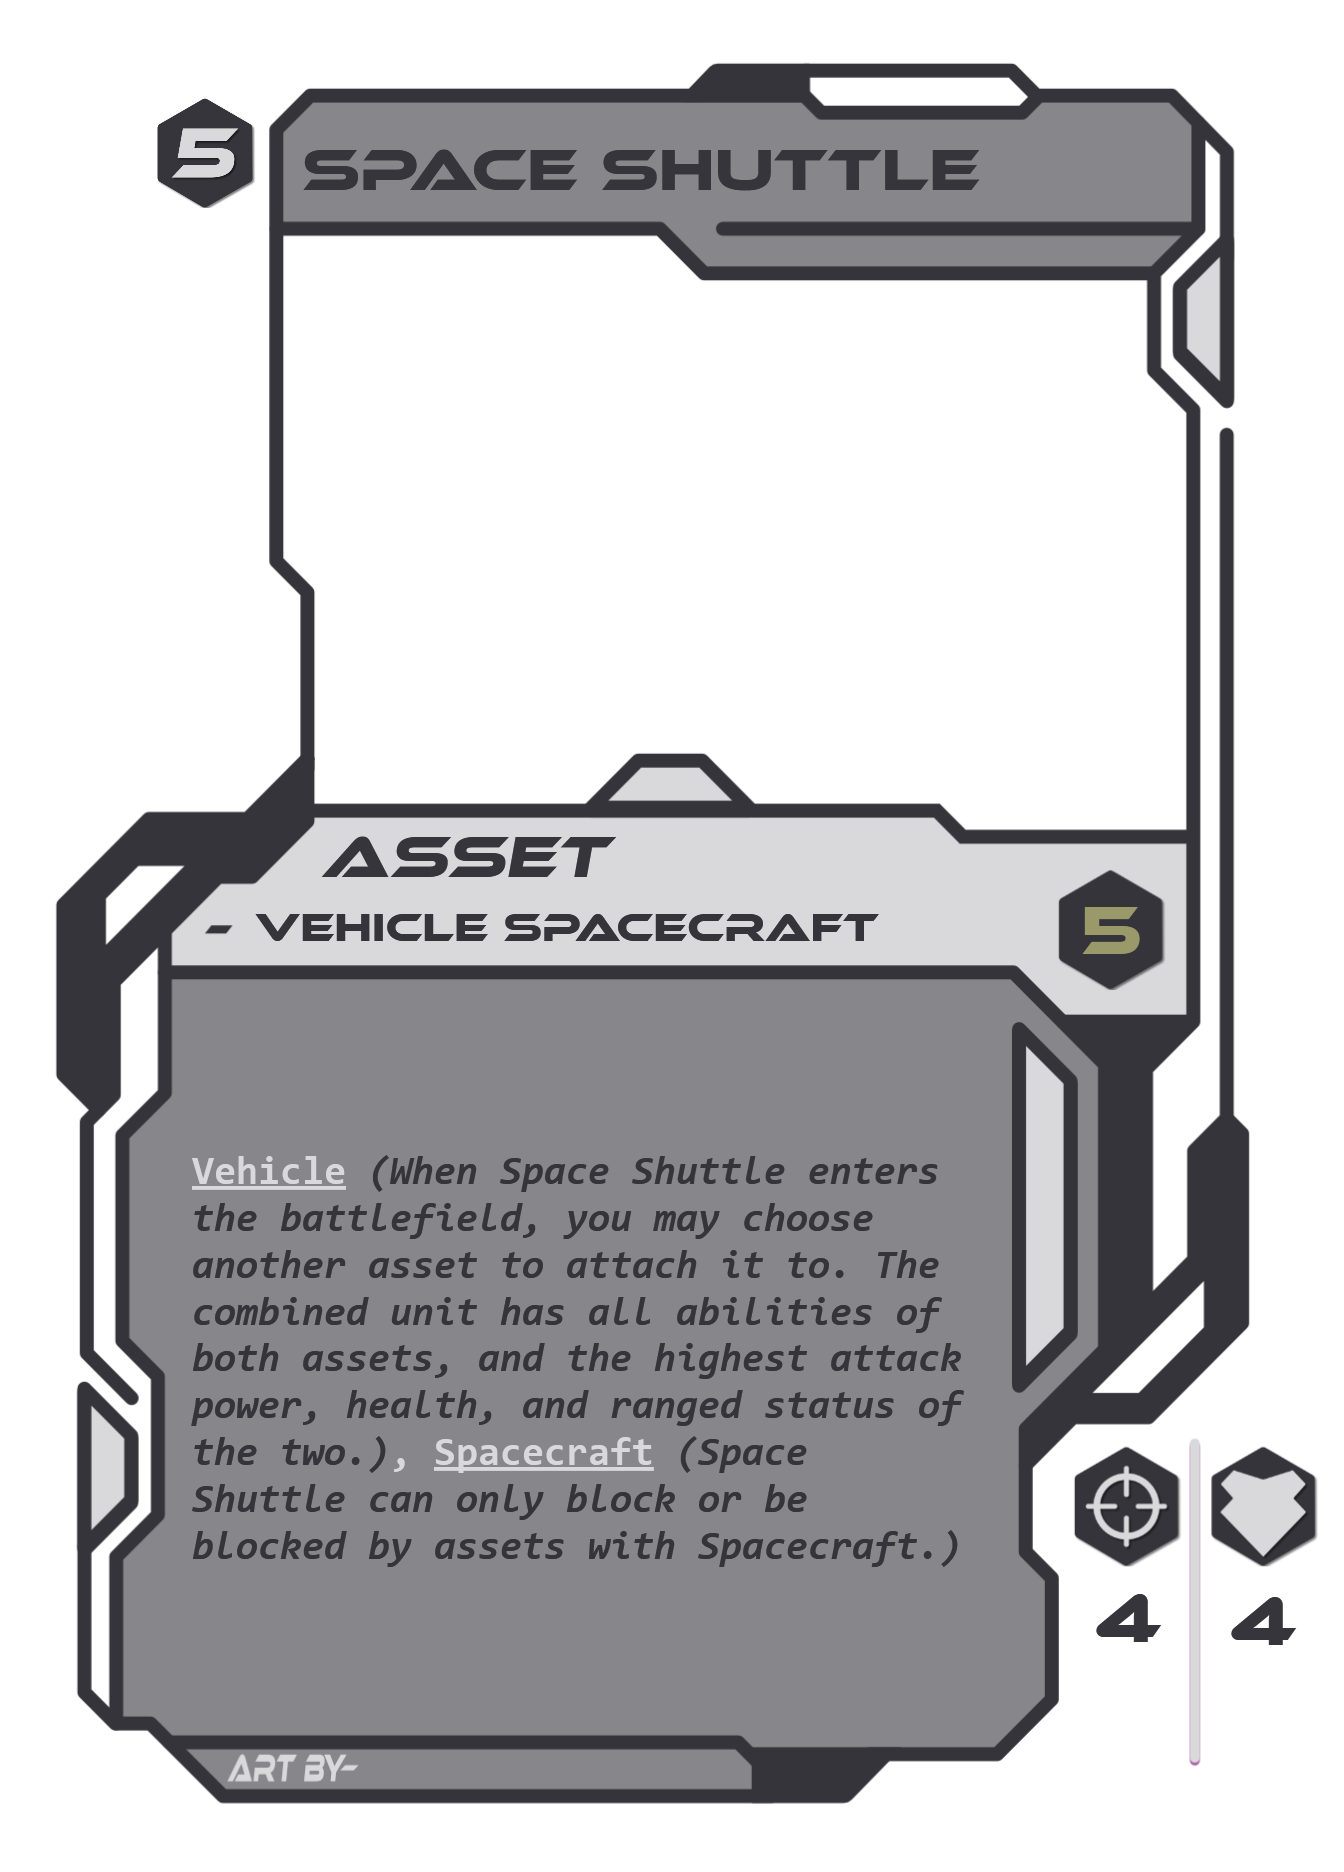 5
SPACE SHUTTLE
ASSET
- VEHICLE SPACECRAFT
5
Vehicle (When Space Shuttle enters
the battlefield, you may choose
another asset to attach it to. The
combined unit has all abilities of
both assets, and the highest attack
power, health, and ranged status of
the two.), Spacecraft (Space
Shuttle can only block or be
blocked by assets with Spacecraft.)
4 4
ART BY-